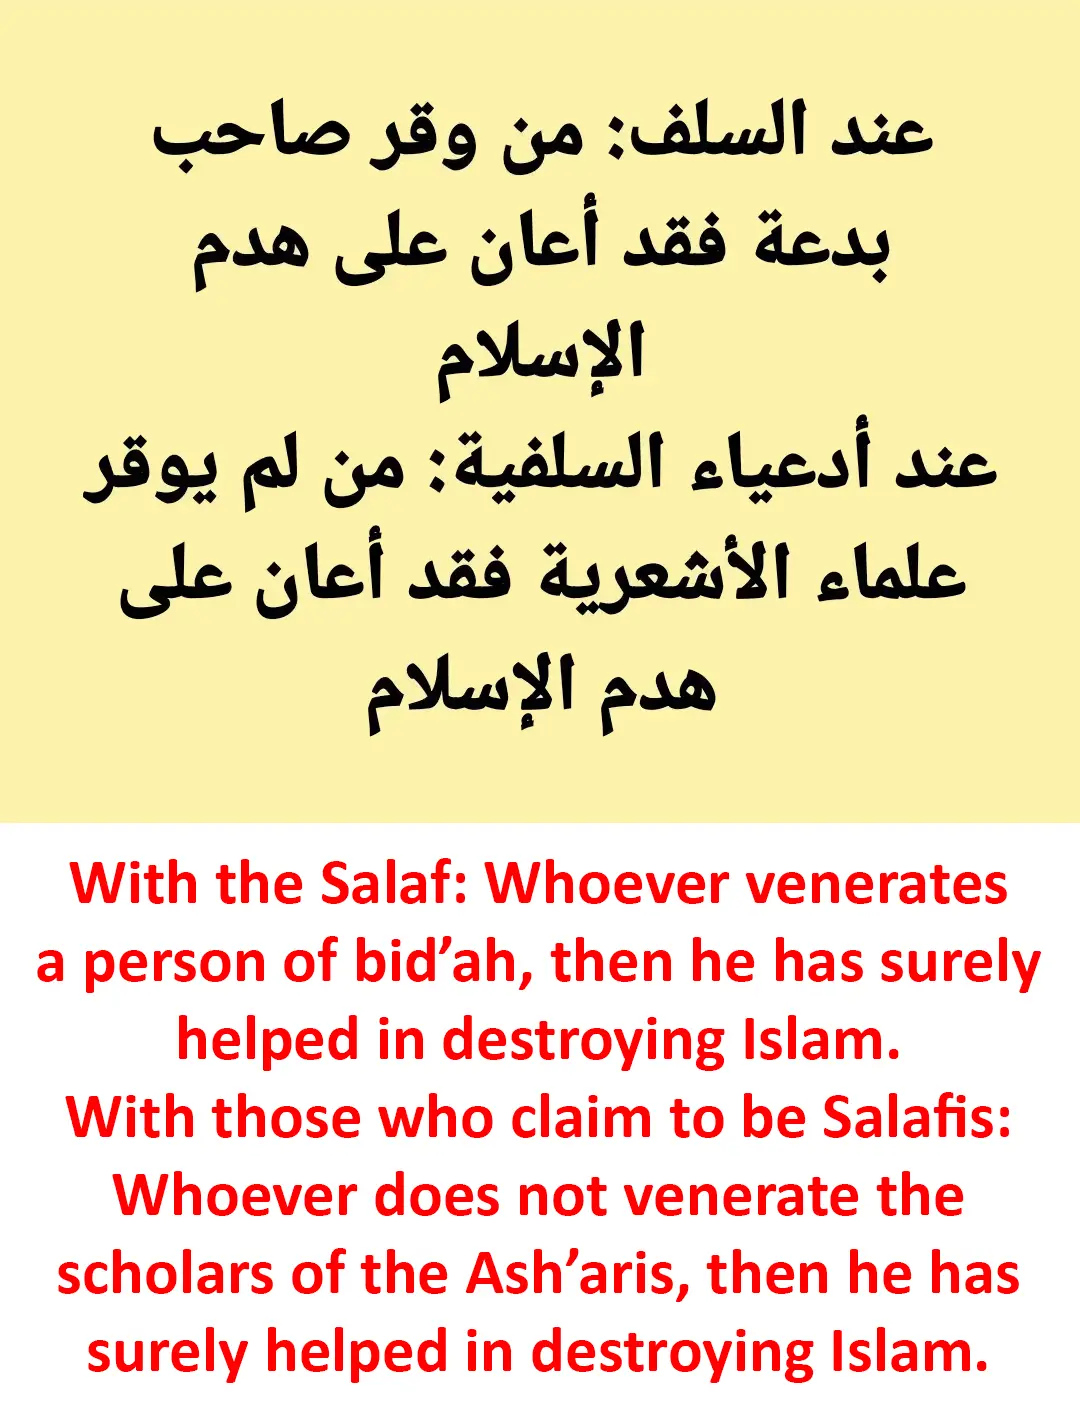 عند السلف: من وقر صاحب
بدعة فقد أعان على هدم
الإسلام
عند أدعياء السلفية: من لم يوقر
علماء الأشعرية فقد أعان على
هدم الإسلام
With the Salaf: Whoever venerates
a person of bid’ah, then he has surely
helped in destroying Islam.
With those who claim to be Salafis:
Whoever does not venerate the
scholars of the Ash’aris, then he has
surely helped in destroying Islam.